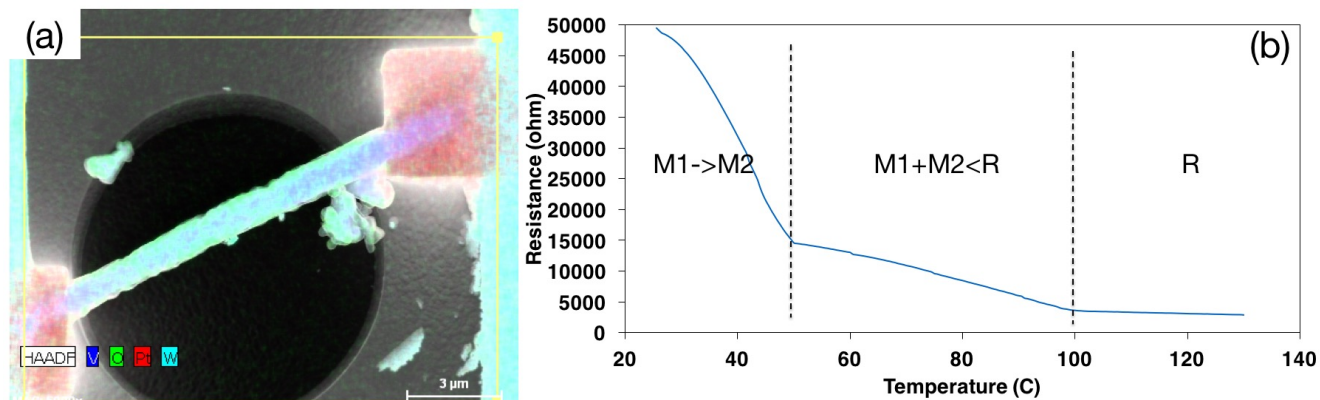 (a)
HAADF V O Pt W
3 µm
(b)
Resistance (ohm)
50000
45000
40000
35000
30000
25000
20000
15000
10000
5000
0
M1->M2
M1+M2<R
R
20 40 60 80 100 120 140
Temperature (C)